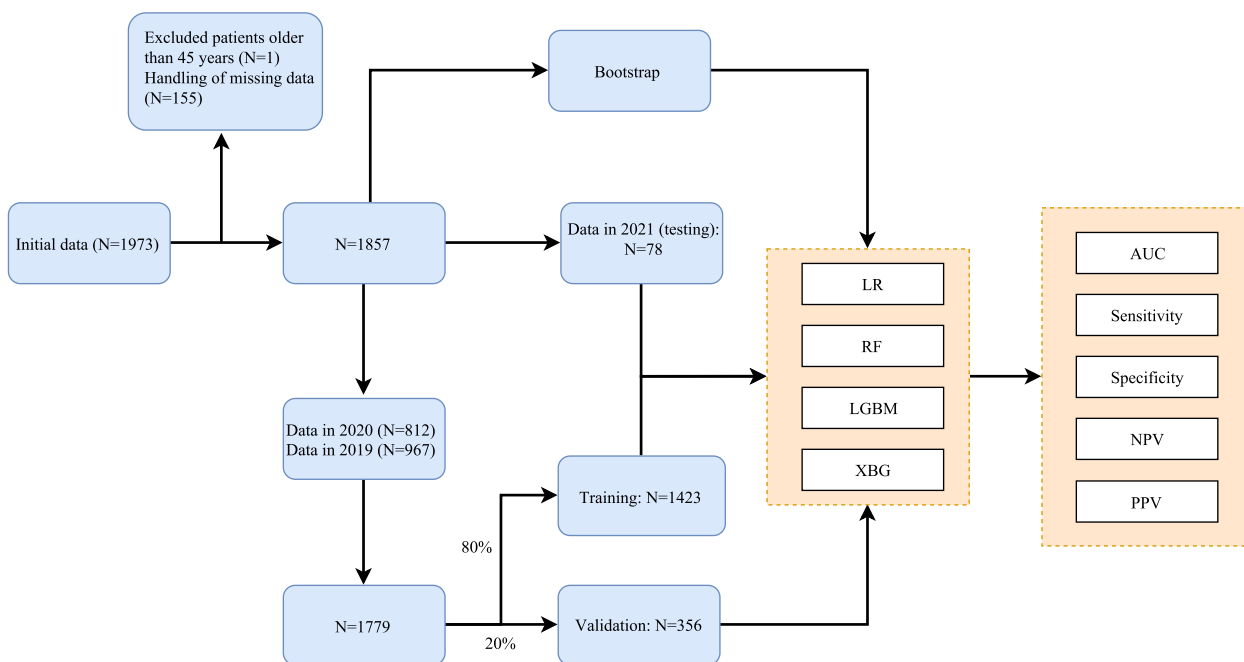 Excluded patients older
than 45 years (N=1)
Handling of missing data
(N=155)
Bootstrap
Initial data (N=1973)
N=1857
Data in 2021 (testing):
N=78
LR
RF
LGBM
XBG
AUC
Sensitivity
Specificity
NPV
PPV
Data in 2020 (N=812)
Data in 2019 (N=967)
Training: N=1423
80%
N=1779
20%
Validation: N=356